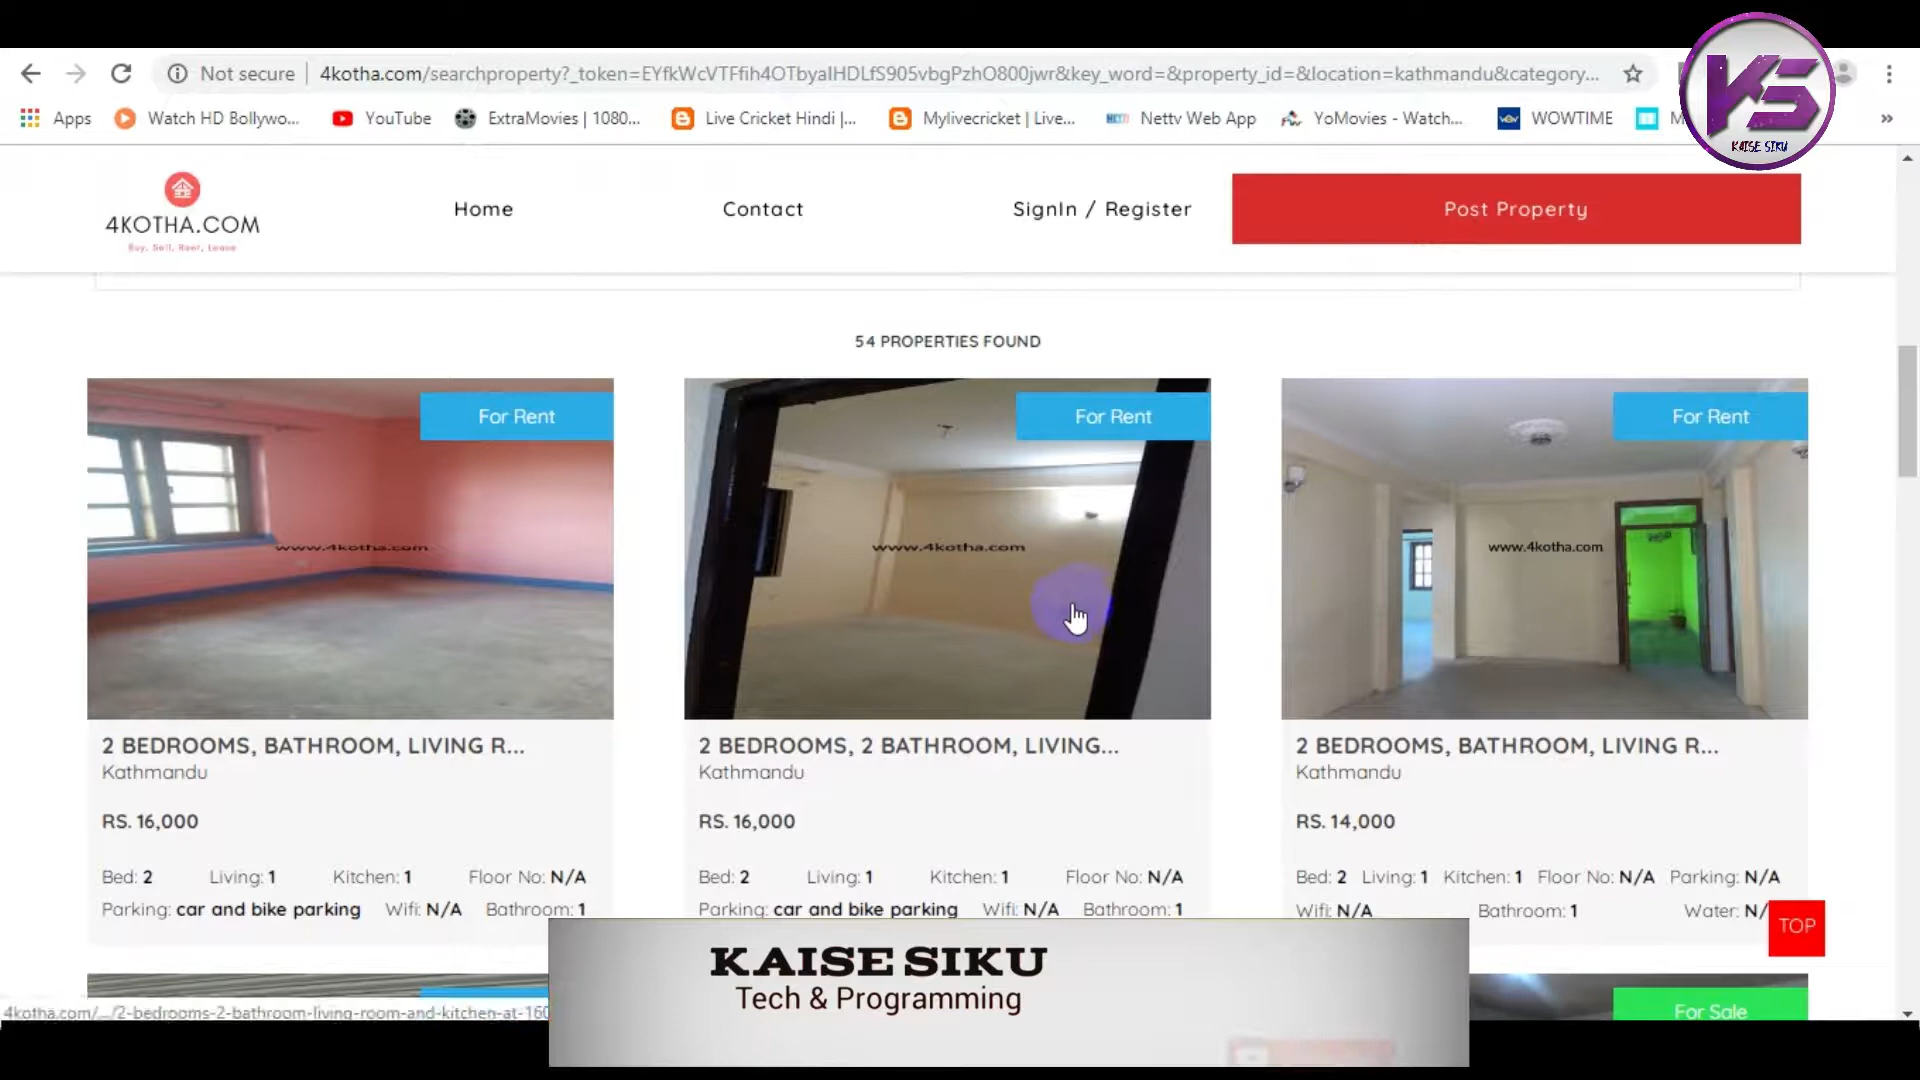 Not secure 4kotha.com/searchproperty?_token=EYfkWcVTFfih4OTbyaIHDLfS905vbgPzhO800jwr&key_word=&property_id=&location=kathmandu&category...
Apps Watch HD Bollywo... YouTube ExtraMovies | 1080... Live Cricket Hindi |... Mylivecricket | Live... Nettv Web App YoMovies - Watch... WOWTIME M »
KS
KAISE SIKU
4KOTHA.COM
Buy, Sell, Rent, Lease
Home Contact SignIn / Register Post Property
54 PROPERTIES FOUND
For Rent For Rent For Rent
www.4kotha.com www.4kotha.com www.4kotha.com
2 BEDROOMS, BATHROOM, LIVING R... 2 BEDROOMS, 2 BATHROOM, LIVING... 2 BEDROOMS, BATHROOM, LIVING R...
Kathmandu Kathmandu Kathmandu
RS. 16,000 RS. 16,000 RS. 14,000
Bed: 2 Living: 1 Kitchen: 1 Floor No: N/A Bed: 2 Living: 1 Kitchen: 1 Floor No: N/A Bed: 2 Living: 1 Kitchen: 1 Floor No: N/A Parking: N/A
Parking: car and bike parking Wifi: N/A Bathroom: 1 Parking: car and bike parking Wifi: N/A Bathroom: 1 Wifi: N/A Bathroom: 1 Water: N/
TOP
KAISE SIKU
Tech & Programming
For Sale
4kotha.com/.../2-bedrooms-2-bathroom-living-room-and-kitchen-at-160